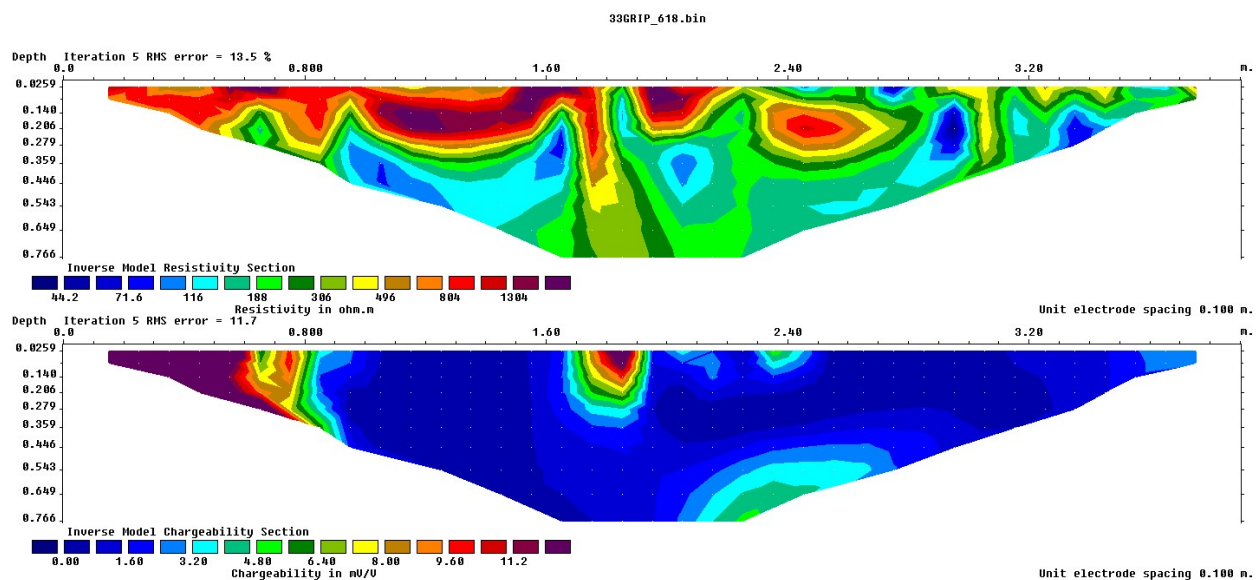 33GRIP_618.bin
Depth Iteration 5 RMS error = 13.5 %
0.0 0.800 1.60 2.40 3.20 m.
0.0259
0.140
0.206
0.279
0.359
0.446
0.543
0.649
0.766
Inverse Model Resistivity Section
44.2 71.6 116 188 306 496 804 1304
Resistivity in ohm.m Unit electrode spacing 0.100 m.
Depth Iteration 5 RMS error = 11.7
0.0 0.800 1.60 2.40 3.20 m.
0.0259
0.140
0.206
0.279
0.359
0.446
0.543
0.649
0.766
Inverse Model Chargeability Section
0.00 1.60 3.20 4.80 6.40 8.00 9.60 11.2
Chargeability in mV/V Unit electrode spacing 0.100 m.